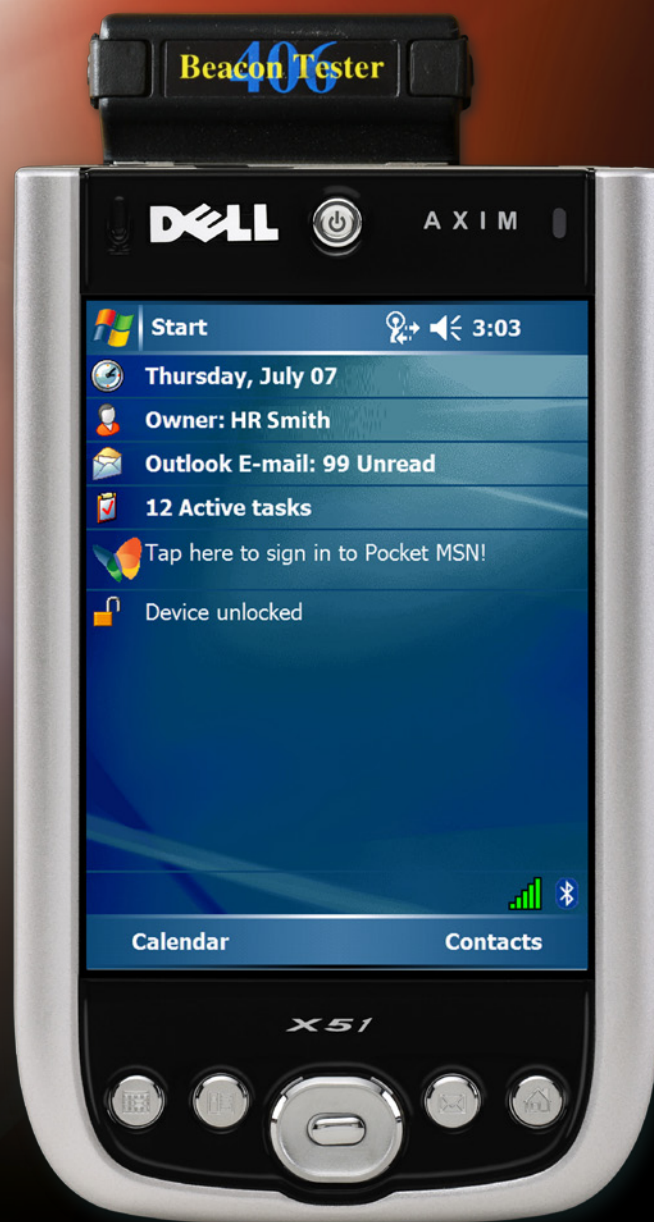 406
Beacon Tester
DELL
AXIM
Start 3:03
Thursday, July 07
Owner: HR Smith
Outlook E-mail: 99 Unread
12 Active tasks
Tap here to sign in to Pocket MSN!
Device unlocked
Calendar Contacts
X51